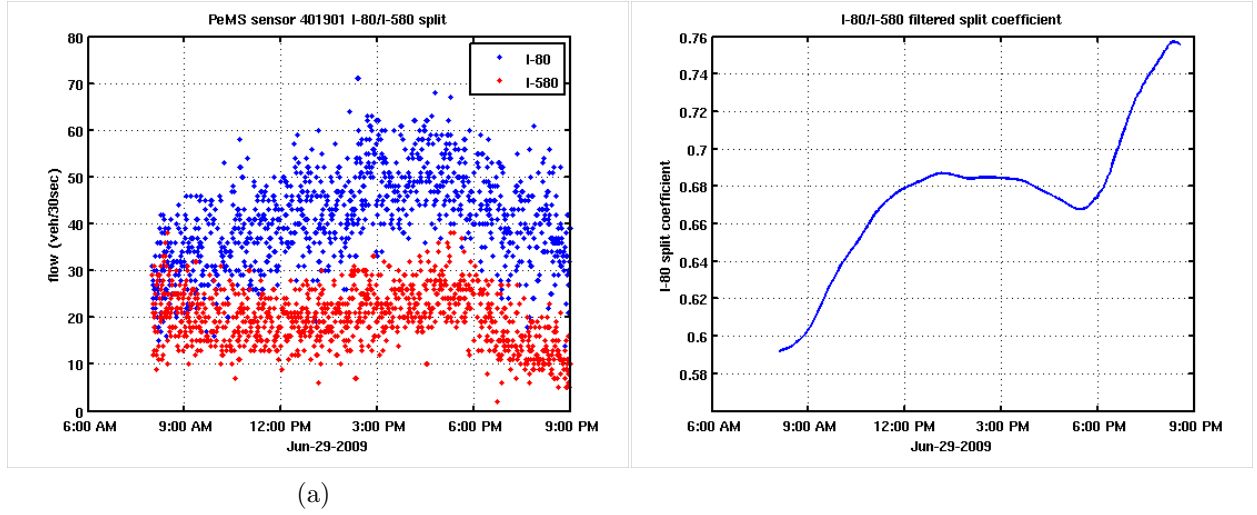 PeMS sensor 401901 I-80/I-580 split
80
70
60
50
40
30
20
10
0
flow (veh/30sec)
I-80
I-580
6:00 AM 9:00 AM 12:00 PM 3:00 PM 6:00 PM 9:00 PM
Jun-29-2009
(a)
I-80/I-580 filtered split coefficient
0.76
0.74
0.72
0.7
0.68
0.66
0.64
0.62
0.6
0.58
I-80 split coefficient
6:00 AM 9:00 AM 12:00 PM 3:00 PM 6:00 PM 9:00 PM
Jun-29-2009